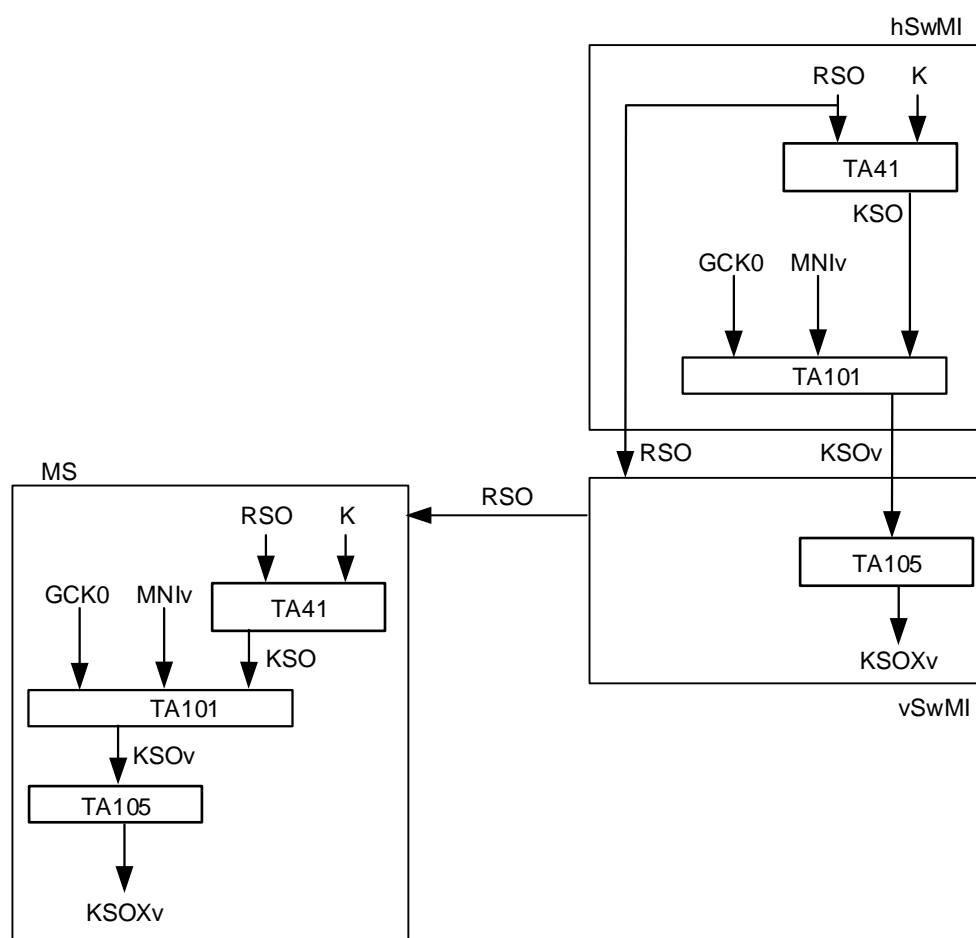 hSwMI
RSO K
TA41
KSO
GCK0 MNIv
TA101
RSO KSOv
MS
RSO
RSO K
TA105
GCK0 MNIv TA41
KSO
KSOXv
TA101
vSwMI
KSOv
TA105
KSOXv